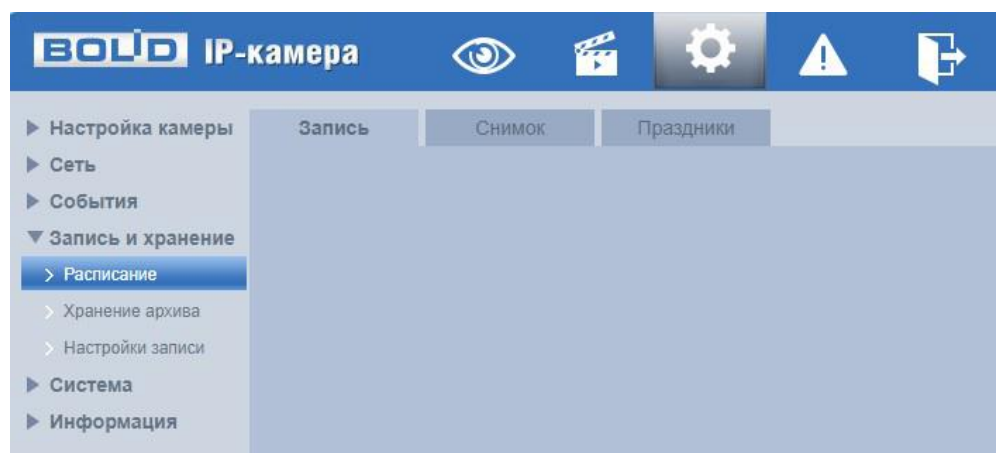 BOLID IP-камера
Настройка камеры
Сеть
События
Запись и хранение
Расписание
Хранение архива
Настройки записи
Система
Информация
Запись Снимок Праздники